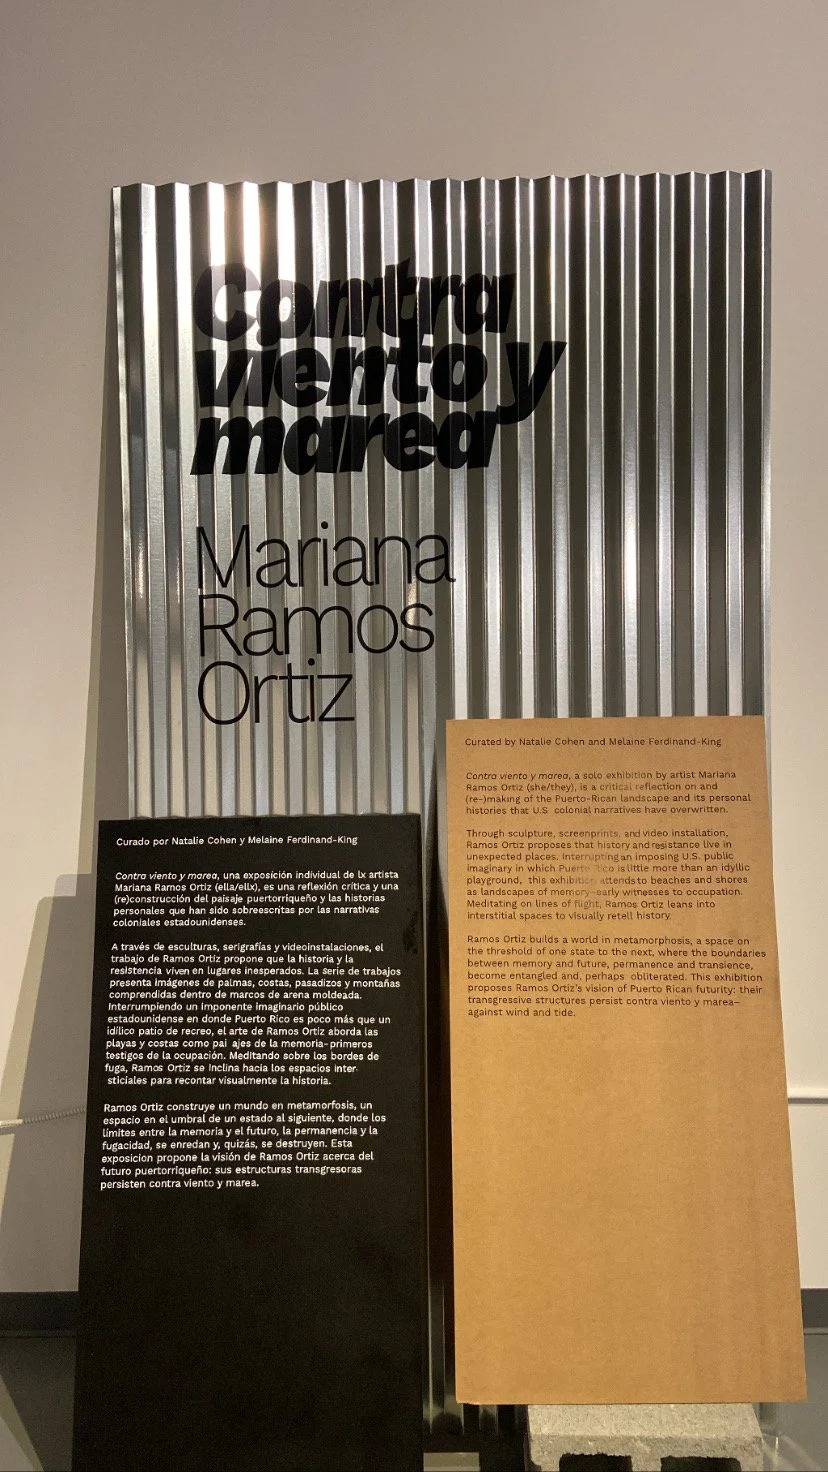 Contra
viento y
marea
Mariana
Ramos
Ortiz
Curado por Natalie Cohen y Melaine Ferdinand-King
Contra viento y marea, una exposición individual de lx artista
Mariana Ramos Ortiz (ella/ellx), es una reflexión crítica y una
(re)construcción del paisaje puertorriqueño y las historias
personales que han sido sobreescritas por las narrativas
coloniales estadounidenses.
A través de esculturas, serigrafías y videoinstalaciones, el
trabajo de Ramos Ortiz propone que la historia y la
resistencia viven en lugares inesperados. La serie de trabajos
presenta imágenes de palmas, costas, pasadizos y montañas
comprendidas dentro de marcos de arena moldeada.
Interrumpiendo un imponente imaginario público
estadounidense en donde Puerto Rico es poco más que un
idílico patio de recreo, el arte de Ramos Ortiz aborda las
playas y costas como pai ajes de la memoria–primeros
testigos de la ocupación. Meditando sobre los bordes de
fuga, Ramos Ortiz se inclina hacia los espacios inter-
sticiales para recontar visualmente la historia.
Ramos Ortiz construye un mundo en metamorfosis, un
espacio en el umbral de un estado al siguiente, donde los
límites entre la memoria y el futuro, la permanencia y la
fugacidad, se enredan y, quizás, se destruyen. Esta
exposicion propone la visión de Ramos Ortiz acerca del
futuro puertorriqueño: sus estructuras transgresoras
persisten contra viento y marea.
Curated by Natalie Cohen and Melaine Ferdinand-King
Contra viento y marea, a solo exhibition by artist Mariana
Ramos Ortiz (she/they), is a critical reflection on and
(re-)making of the Puerto-Rican landscape and its personal
histories that U.S colonial narratives have overwritten.
Through sculpture, screenprints, and video installation,
Ramos Ortiz proposes that history and resistance live in
unexpected places. Interrupting an imposing U.S. public
imaginary in which Puerto Rico is little more than an idyllic
playground, this exhibition attends to beaches and shores
as landscapes of memory–early witnesses to occupation.
Meditating on lines of flight, Ramos Ortiz leans into
interstitial spaces to visually retell history
Ramos Ortiz builds a world in metamorphosis, a space on
the threshold of one state to the next, where the boundaries
between memory and future, permanence and transience,
become entangled and, perhaps obliterated. This exhibition
proposes Ramos Ortiz's vision of Puerto Rican futurity: their
transgressive structures persist contra viento y marea–
against wind and tide.